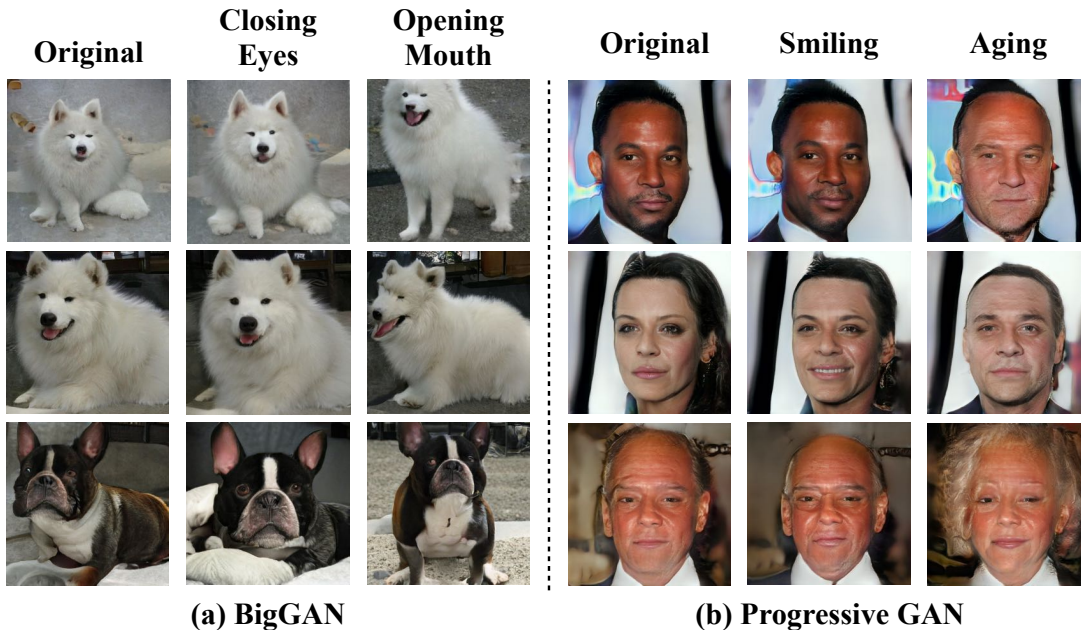 Original
Closing
Eyes
Opening
Mouth
Original
Smiling
Aging
(a) BigGAN
(b) Progressive GAN